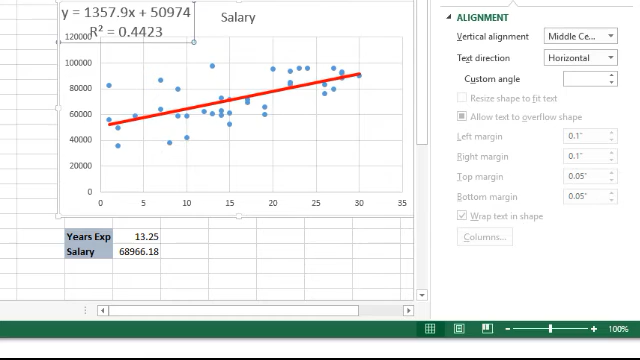 y = 1357.9x + 50974
R² = 0.4423
Salary
120000
100000
80000
60000
40000
20000
0
0 5 10 15 20 25 30 35
Years Exp 13.25
Salary 68966.18
ALIGNMENT
Vertical alignment Middle Ce...
Text direction Horizontal
Custom angle
Resize shape to fit text
Allow text to overflow shape
Left margin 0.1"
Right margin 0.1"
Top margin 0.05"
Bottom margin 0.05"
Wrap text in shape
Columns...
100%